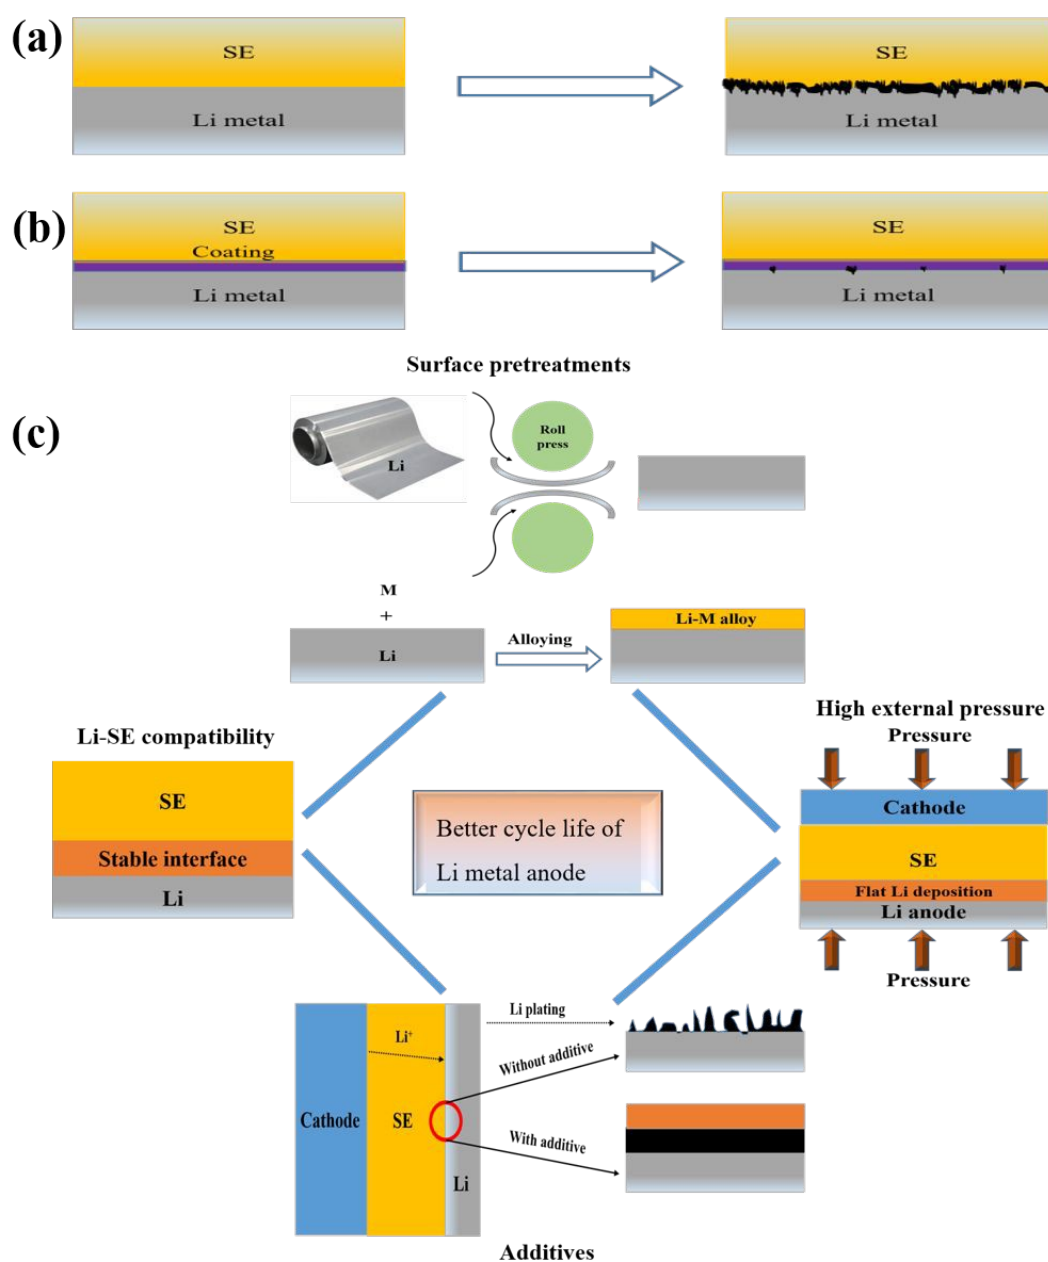 (a)
SE
Li metal
SE
Li metal
(b)
SE
Coating
Li metal
SE
Li metal
(c)
Surface pretreatments
Li
Roll
press
M
+
Li
Alloying
Li-M alloy
Li-SE compatibility
SE
Stable interface
Li
Better cycle life of
Li metal anode
High external pressure
Pressure
Cathode
SE
Flat Li deposition
Li anode
Pressure
Cathode
Li⁺
SE
Li
Li plating
Without additive
With additive
Additives